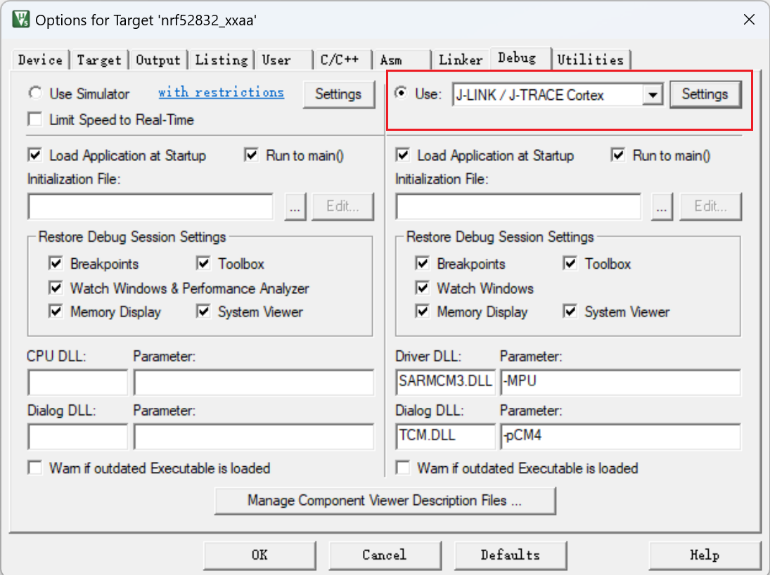 Options for Target 'nrf52832_xxaa'
Device Target Output Listing User C/C++ Asm Linker Debug Utilities
Use Simulator with restrictions Settings
Limit Speed to Real-Time
Use: J-LINK / J-TRACE Cortex Settings
Load Application at Startup Run to main()
Initialization File:
... Edit...
Restore Debug Session Settings
Breakpoints Toolbox
Watch Windows & Performance Analyzer
Memory Display System Viewer
CPU DLL: Parameter:
Dialog DLL: Parameter:
Warn if outdated Executable is loaded
Load Application at Startup Run to main()
Initialization File:
... Edit...
Restore Debug Session Settings
Breakpoints Toolbox
Watch Windows
Memory Display System Viewer
Driver DLL: Parameter:
SARMCM3.DLL -MPU
Dialog DLL: Parameter:
TCM.DLL -pCM4
Warn if outdated Executable is loaded
Manage Component Viewer Description Files ...
OK Cancel Defaults Help